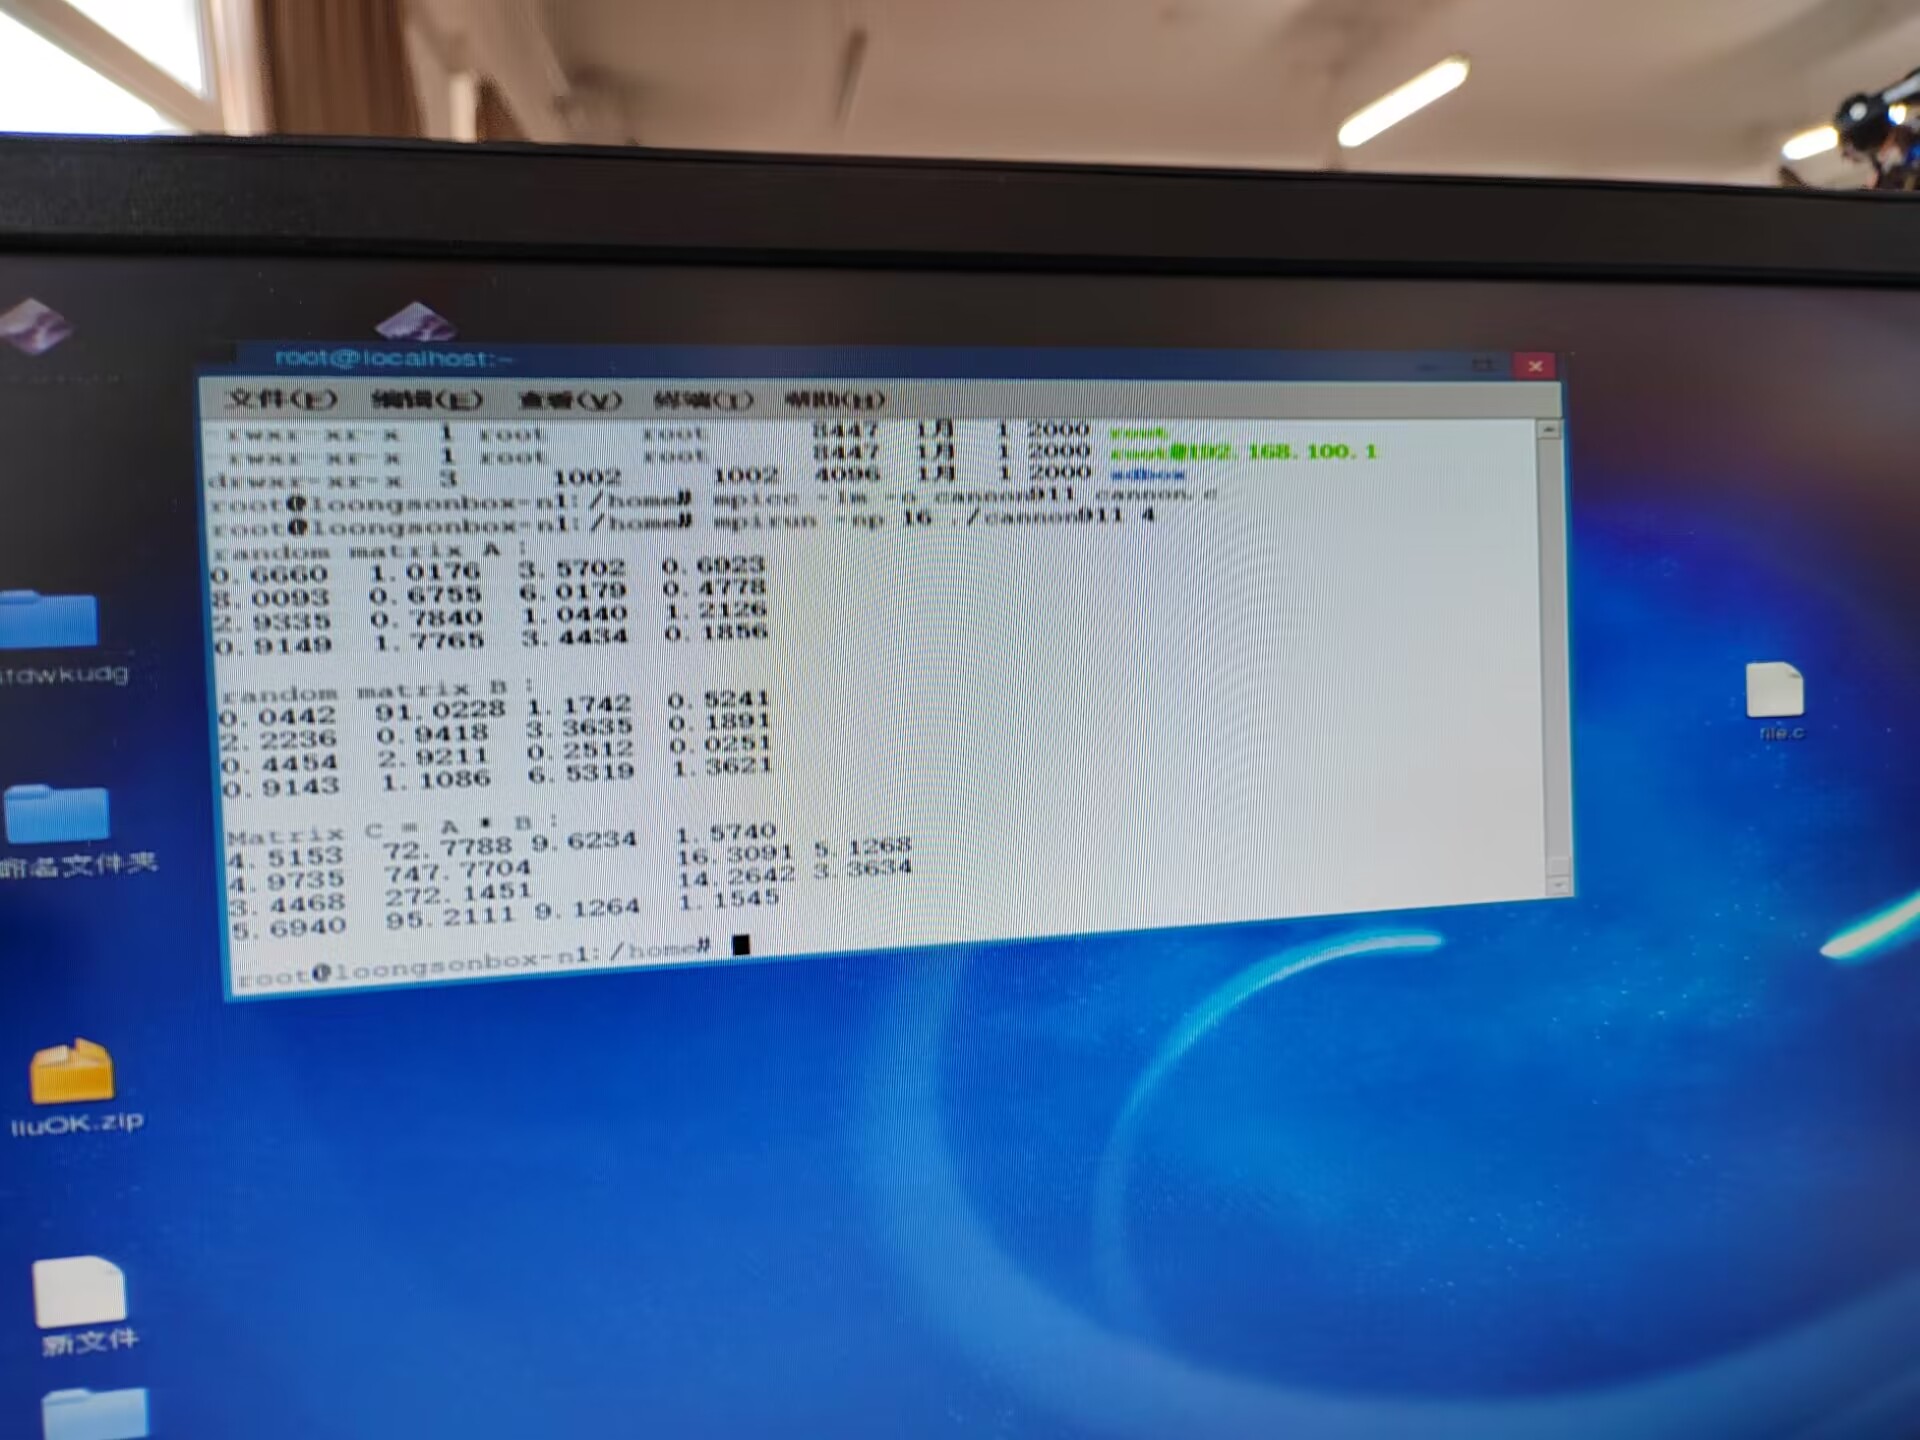 root@localhost:~
文件(F) 编辑(E) 查看(V) 终端(T) 帮助(H)
-rwxr-xr-x 1 root root 8447 1月 1 2000 root
-rwxr-xr-x 1 root root 8447 1月 1 2000 root@192.168.100.1
drwxr-xr-x 3 1002 1002 4096 1月 1 2000
root@loongsonbox-n1:/home# mpicc -lm -o cannon911 cannon.c
root@loongsonbox-n1:/home# mpirun -np 16 ./cannon911 4
random matrix A :
0.6660 1.0176 3.5702 0.6923
8.0093 0.6755 6.0179 0.4778
2.9335 0.7840 1.0440 1.2126
0.9149 1.7765 3.4434 0.1856
random matrix B :
0.0442 91.0228 1.1742 0.5241
2.2236 0.9418 3.3635 0.1891
0.4454 2.9211 0.2512 0.0251
0.9143 1.1086 6.5319 1.3621
Matrix C = A * B :
4.5153 72.7788 9.6234 1.5740
4.9735 747.7704 16.3091 5.1268
3.4468 272.1451 14.2642 3.3634
5.6940 95.2111 9.1264 1.1545
root@loongsonbox-n1:/home#
file.c
liuOK.zip
新文件